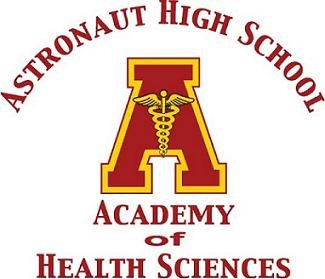 Astronaut High School
A
Academy
of
Health Sciences